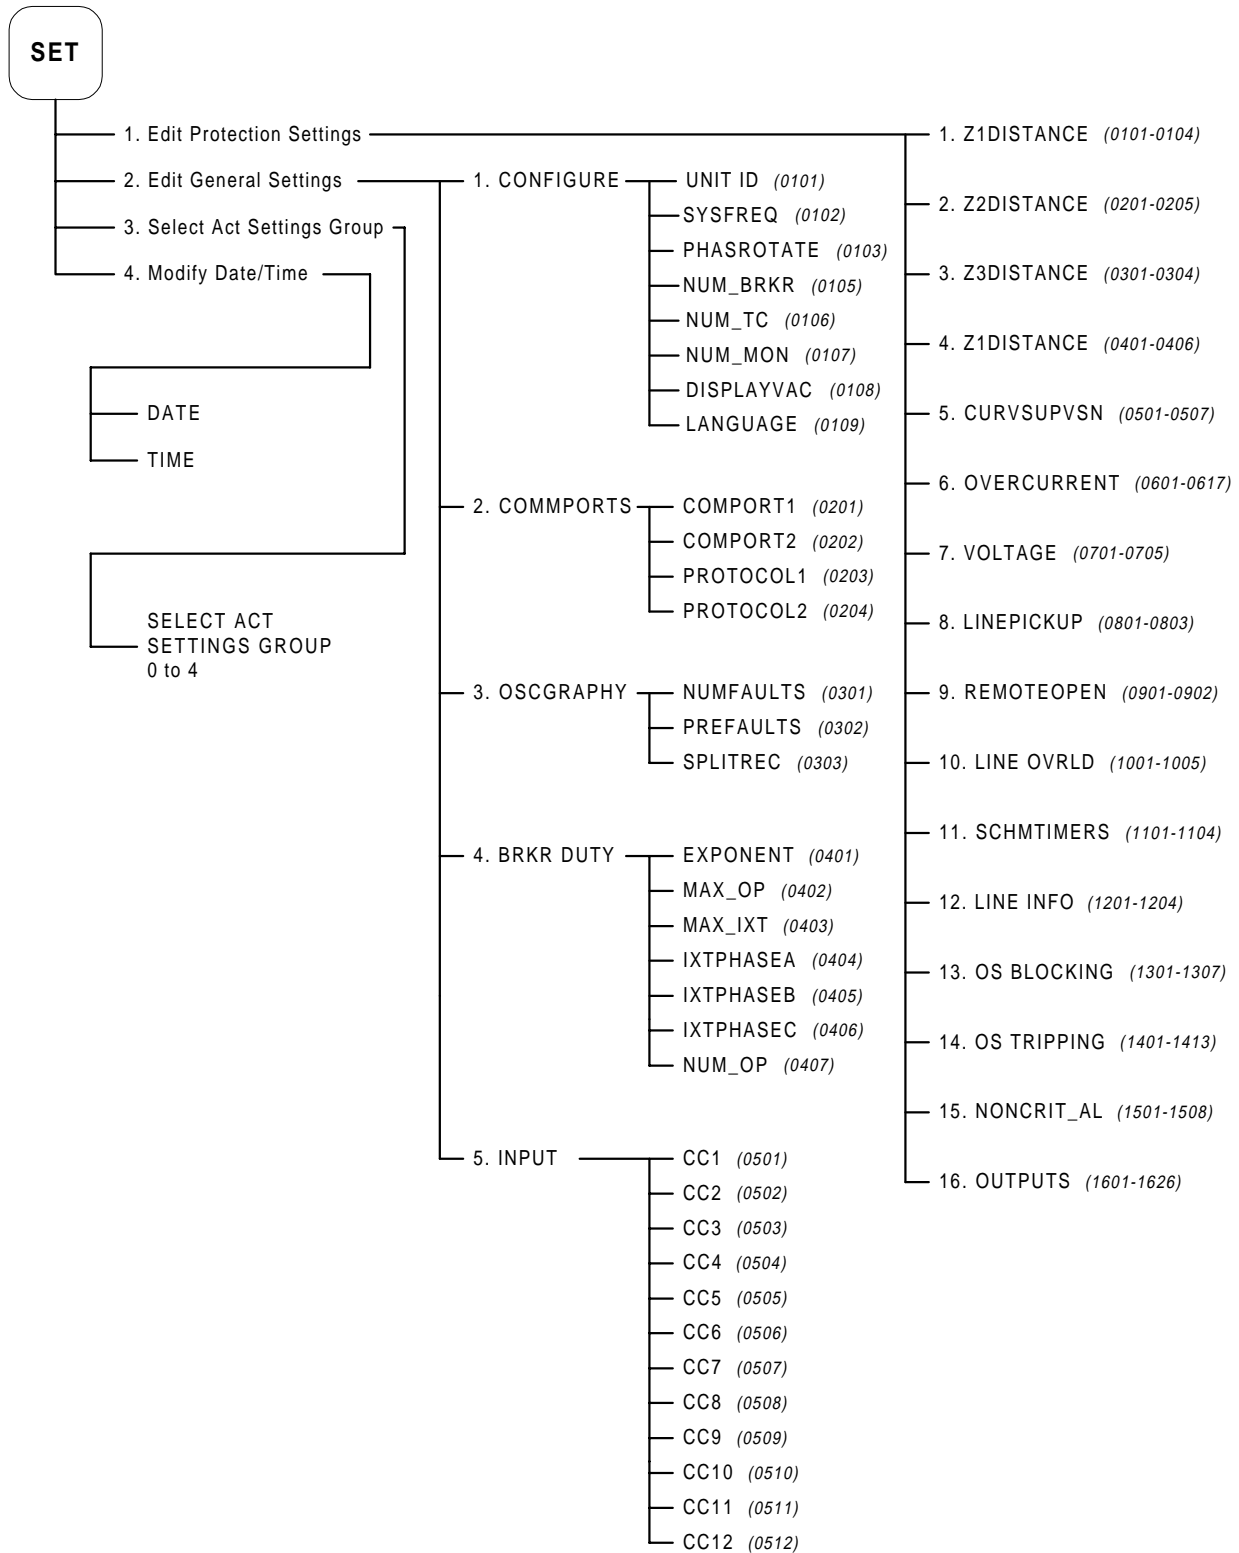 SET
1. Edit Protection Settings
2. Edit General Settings
3. Select Act Settings Group
4. Modify Date/Time
DATE
TIME
SELECT ACT
SETTINGS GROUP
0 to 4
1. CONFIGURE
UNIT ID (0101)
SYSFREQ (0102)
PHASROTATE (0103)
NUM_BRKR (0105)
NUM_TC (0106)
NUM_MON (0107)
DISPLAYVAC (0108)
LANGUAGE (0109)
2. COMMPORTS
COMPORT1 (0201)
COMPORT2 (0202)
PROTOCOL1 (0203)
PROTOCOL2 (0204)
3. OSCGRAPHY
NUMFAULTS (0301)
PREFAULTS (0302)
SPLITREC (0303)
4. BRKR DUTY
EXPONENT (0401)
MAX_OP (0402)
MAX_IXT (0403)
IXTPHASEA (0404)
IXTPHASEB (0405)
IXTPHASEC (0406)
NUM_OP (0407)
5. INPUT
CC1 (0501)
CC2 (0502)
CC3 (0503)
CC4 (0504)
CC5 (0505)
CC6 (0506)
CC7 (0507)
CC8 (0508)
CC9 (0509)
CC10 (0510)
CC11 (0511)
CC12 (0512)
1. Z1DISTANCE (0101-0104)
2. Z2DISTANCE (0201-0205)
3. Z3DISTANCE (0301-0304)
4. Z1DISTANCE (0401-0406)
5. CURVSUPVSN (0501-0507)
6. OVERCURRENT (0601-0617)
7. VOLTAGE (0701-0705)
8. LINEPICKUP (0801-0803)
9. REMOTEOPEN (0901-0902)
10. LINE OVRLD (1001-1005)
11. SCHMTIMERS (1101-1104)
12. LINE INFO (1201-1204)
13. OS BLOCKING (1301-1307)
14. OS TRIPPING (1401-1413)
15. NONCRIT_AL (1501-1508)
16. OUTPUTS (1601-1626)